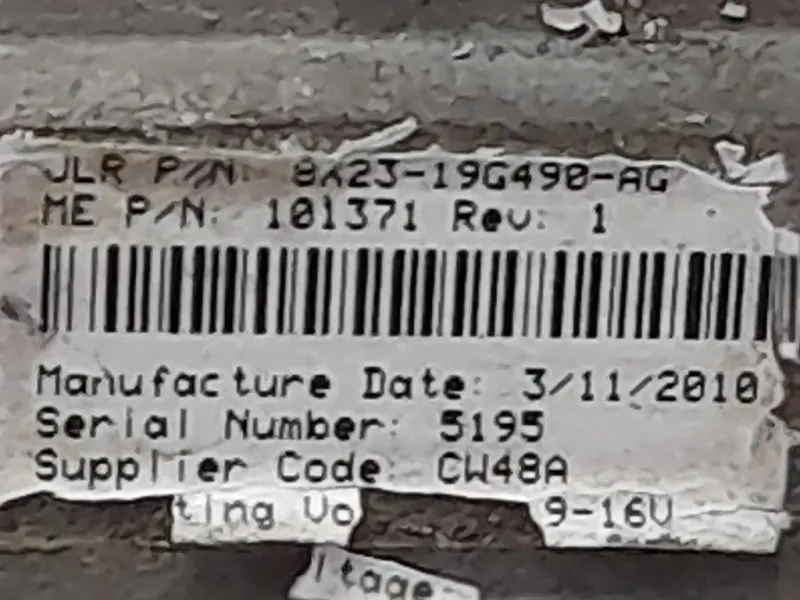 JLR P/N: 8X23-19G490-AG
ME P/N: 101371 Rev: 1
Manufacture Date: 3/11/2010
Serial Number: 5195
Supplier Code: CW48A
ting Vo 9-16V
ltage